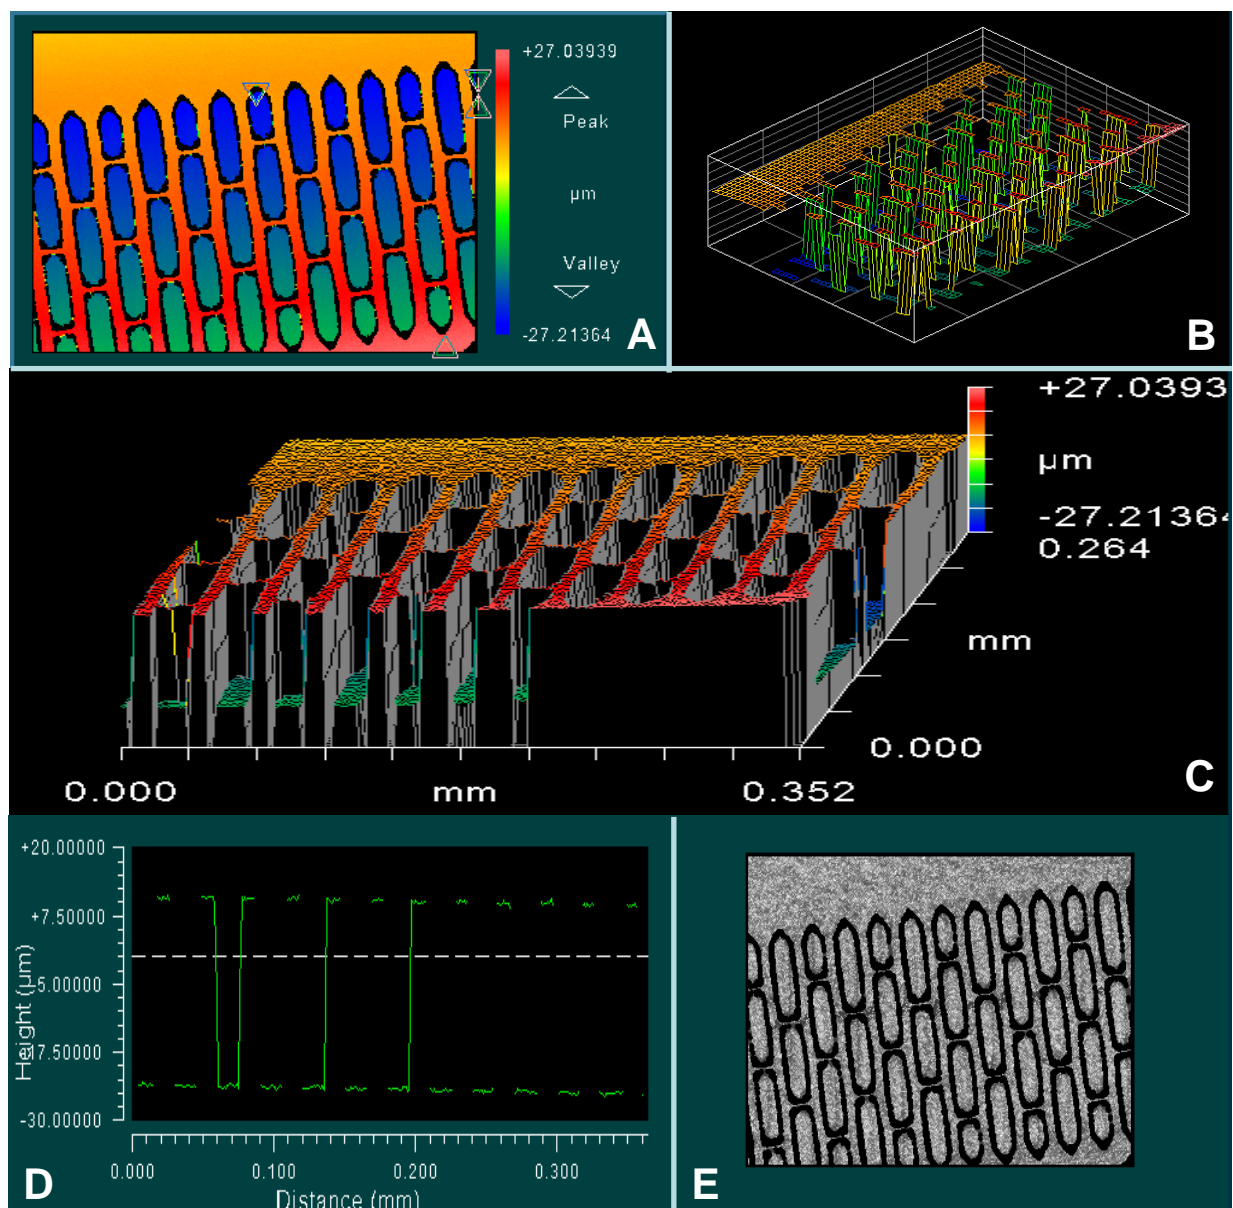 +27.03939
Peak
µm
Valley
-27.21364
A
B
+27.0393
µm
-27.21364
0.264
mm
0.000
0.000
mm
0.352
C
+20.00000
+7.50000
-5.00000
-17.50000
-30.00000
Height (µm)
0.000
0.100
0.200
0.300
Distance (mm)
D
E